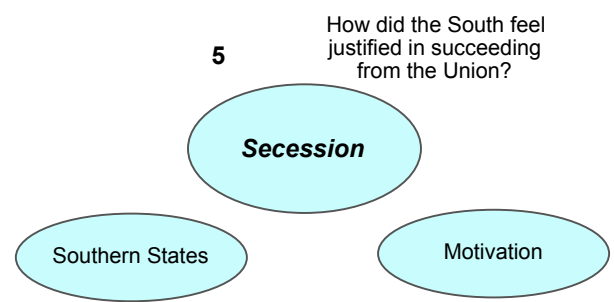 How did the South feel
justified in succeeding
from the Union?
5
Secession
Southern States
Motivation